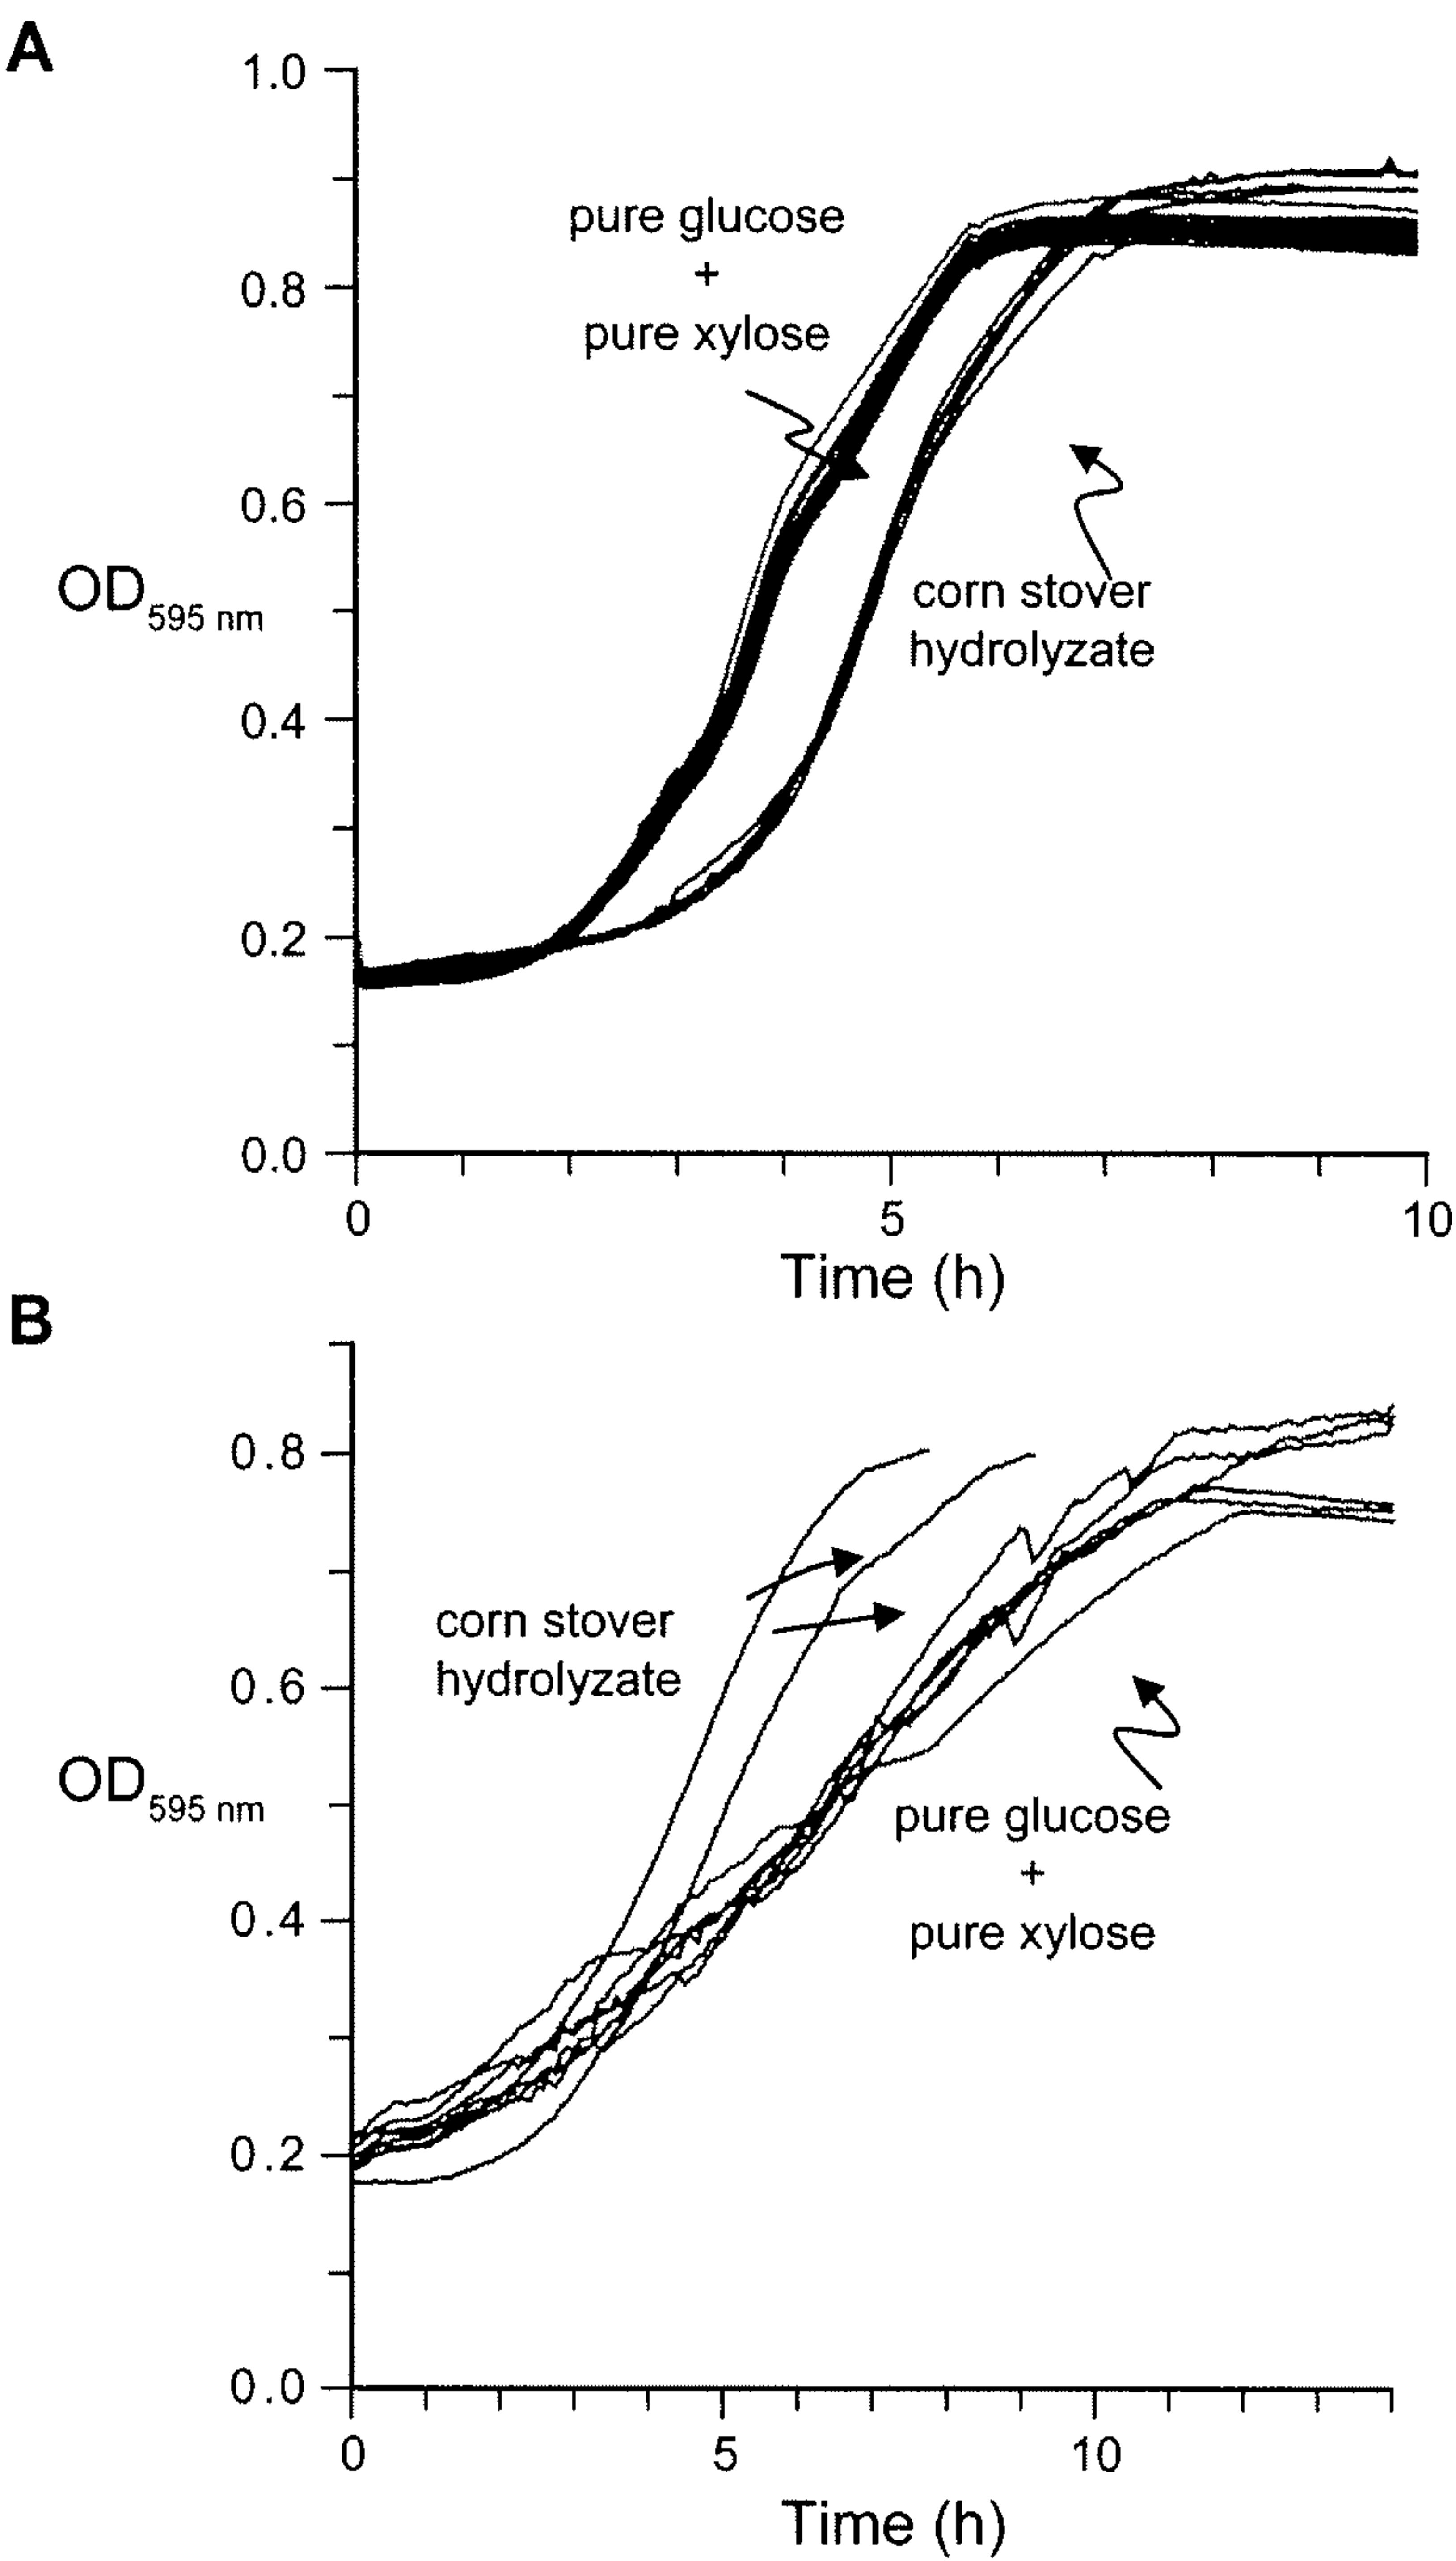 A
1.0
0.8
0.6
0.4
0.2
0.0
OD595 nm
pure glucose
+
pure xylose
corn stover
hydrolyzate
0 5 10
Time (h)
B
0.8
0.6
0.4
0.2
0.0
OD595 nm
corn stover
hydrolyzate
pure glucose
+
pure xylose
0 5 10
Time (h)